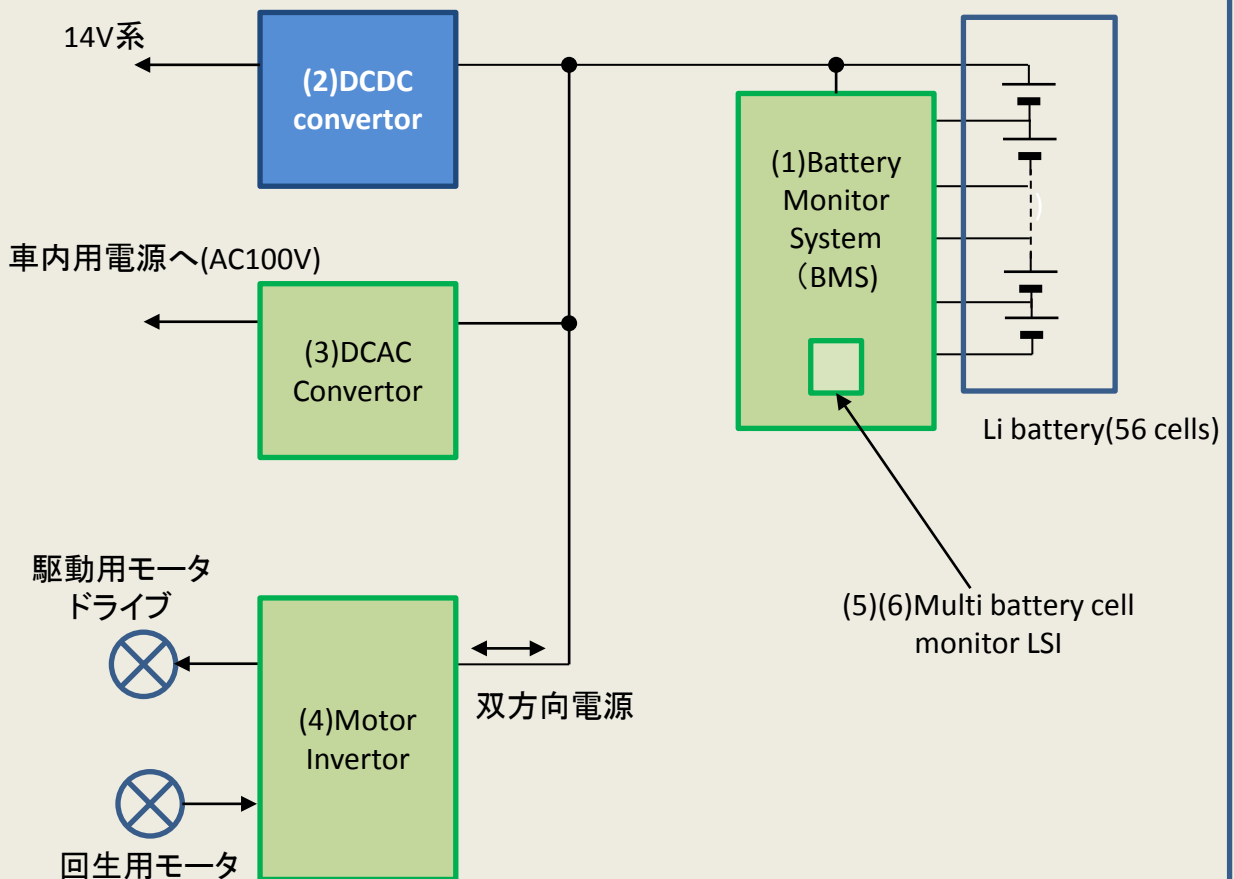 14V系
(2)DCDC
convertor
(1)Battery
Monitor
System
（BMS)
車内用電源へ(AC100V)
(3)DCAC
Convertor
Li battery(56 cells)
駆動用モータ
ドライブ
(4)Motor
Invertor
双方向電源
(5)(6)Multi battery cell
monitor LSI
回生用モータ
)